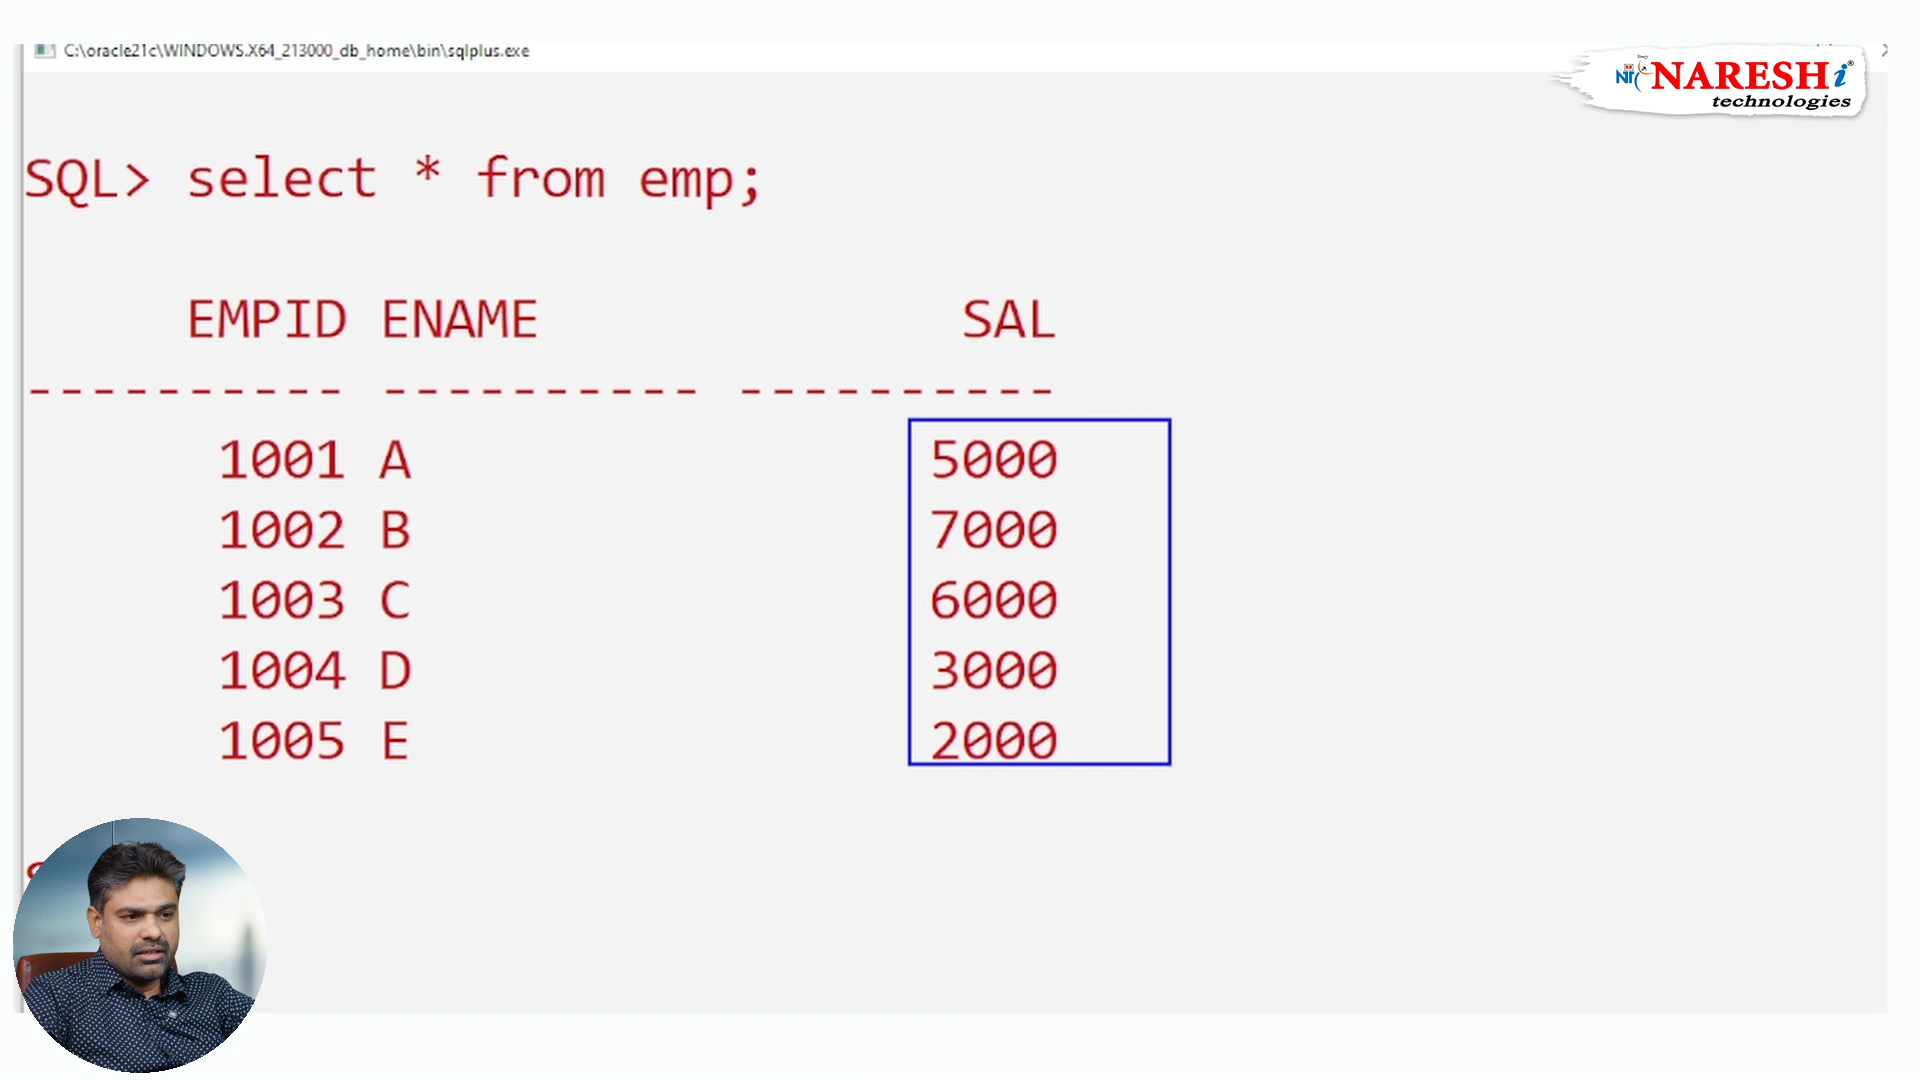 C:\oracle21c\WINDOWS.X64_213000_db_home\bin\sqlplus.exe
NARESH i ®
technologies
SQL> select * from emp;
EMPID ENAME SAL
---------- ---------- ----------
1001 A 5000
1002 B 7000
1003 C 6000
1004 D 3000
1005 E 2000